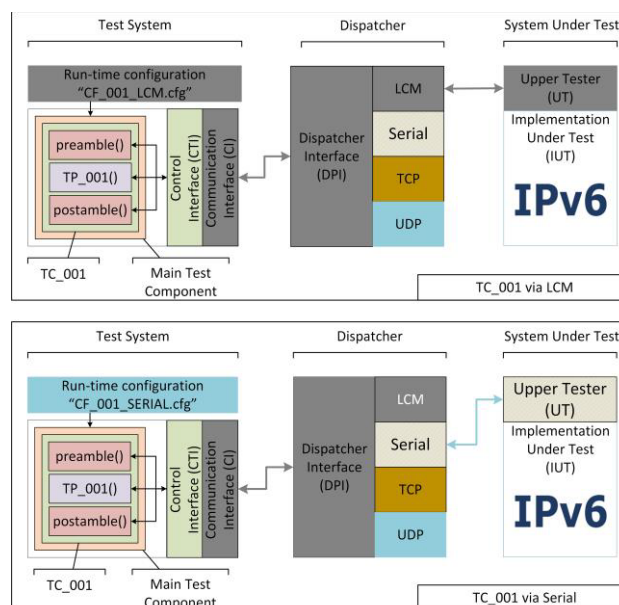 Test System
Dispatcher
System Under Test
Run-time configuration
“CF_001_LCM.cfg”
preamble()
TP_001()
postamble()
Control
Interface (CTI)
Communication
Interface (CI)
Dispatcher
Interface
(DPI)
LCM
Serial
TCP
UDP
Upper Tester
(UT)
Implementation
Under Test
(IUT)
IPv6
TC_001
Main Test
Component
TC_001 via LCM
Test System
Dispatcher
System Under Test
Run-time configuration
“CF_001_SERIAL.cfg”
preamble()
TP_001()
postamble()
Control
Interface (CTI)
Communication
Interface (CI)
Dispatcher
Interface
(DPI)
LCM
Serial
TCP
UDP
Upper Tester
(UT)
Implementation
Under Test
(IUT)
IPv6
TC_001
Main Test
Component
TC_001 via Serial